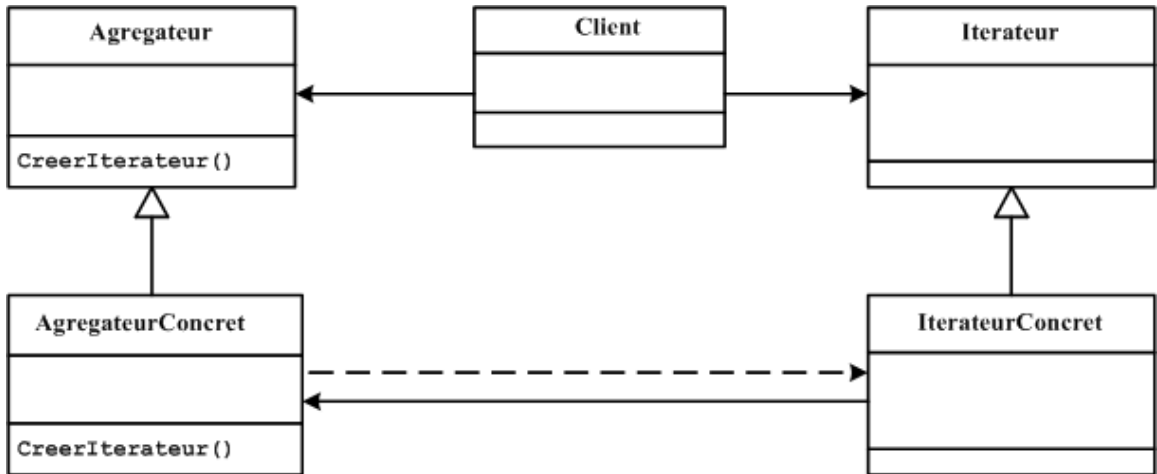 Agregateur
Client
Iterateur
CreerIterateur()
AgregateurConcret
IterateurConcret
CreerIterateur()